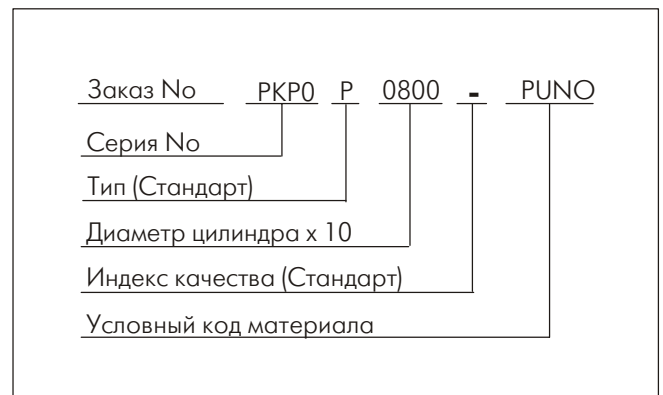 Заказ No PKP0 P 0800 - PUNO
Серия No
Тип (Стандарт)
Диаметр цилиндра x 10
Индекс качества (Стандарт)
Условный код материала